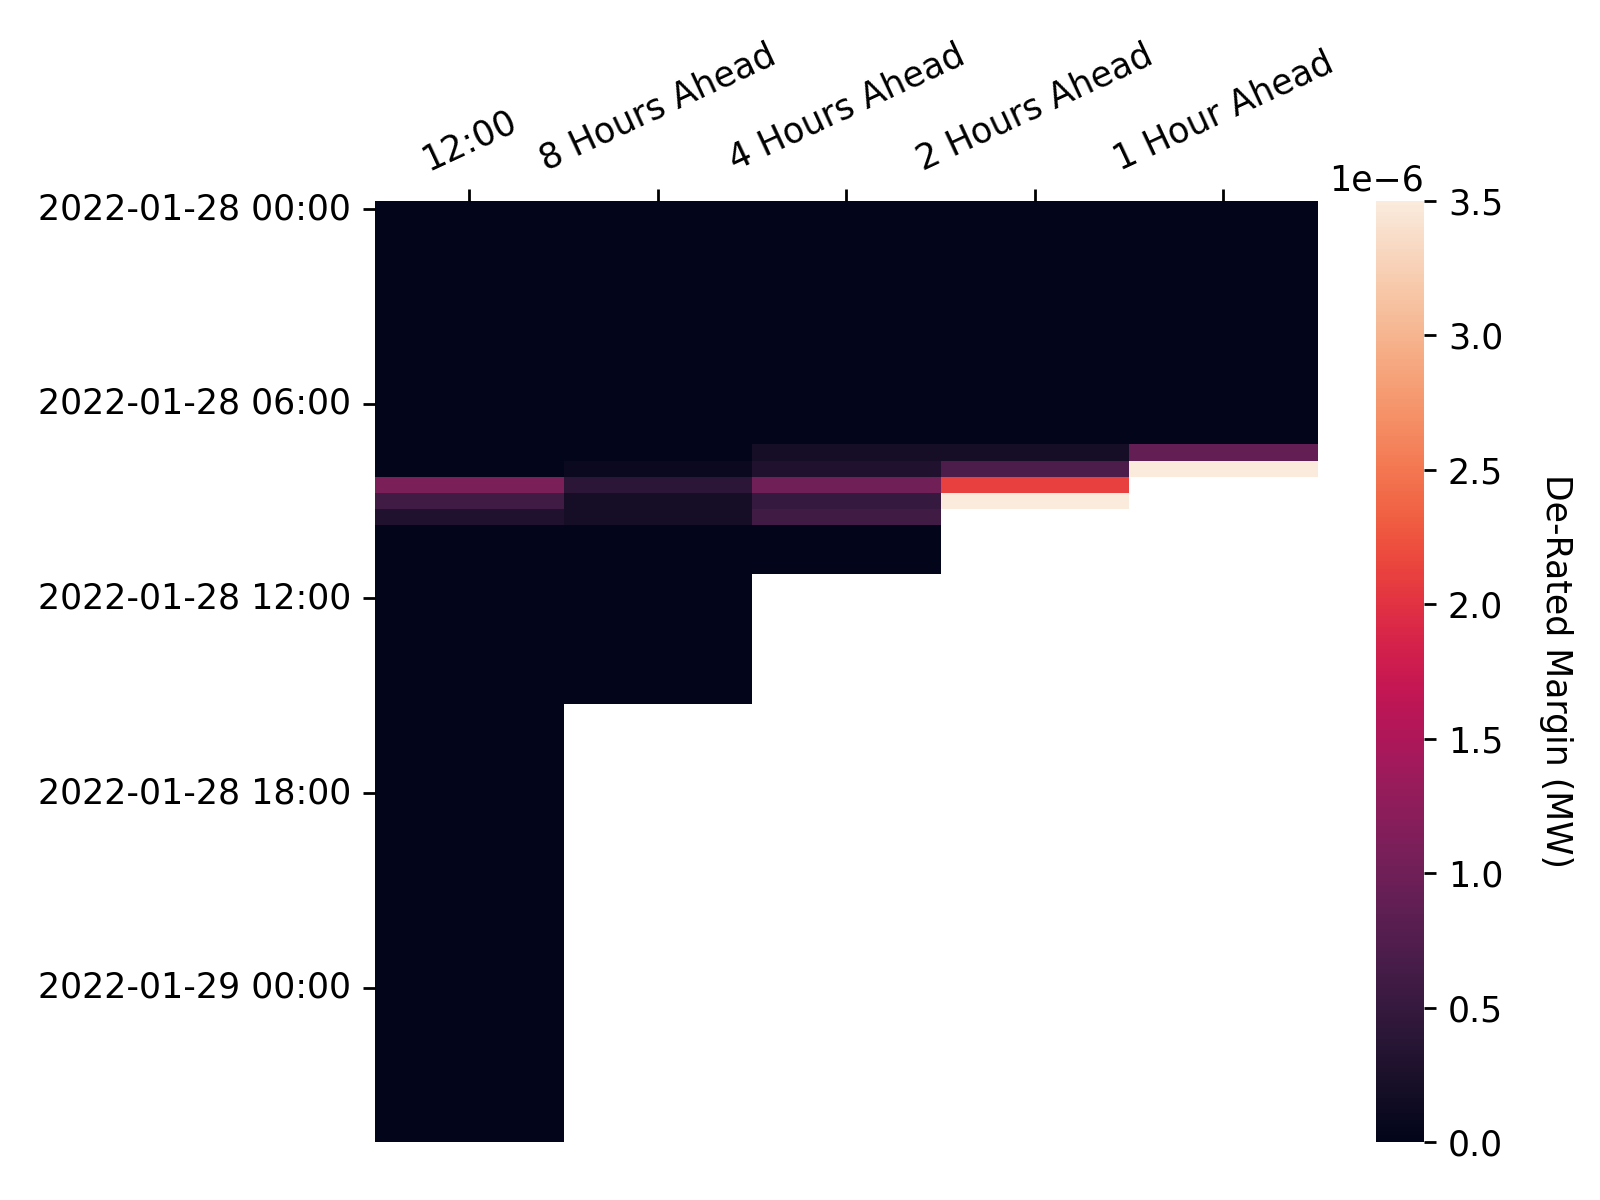 12:00
8 Hours Ahead
4 Hours Ahead
2 Hours Ahead
1 Hour Ahead
2022-01-28 00:00
2022-01-28 06:00
2022-01-28 12:00
2022-01-28 18:00
2022-01-29 00:00
1e−6
3.5
3.0
2.5
2.0
1.5
1.0
0.5
0.0
De-Rated Margin (MW)